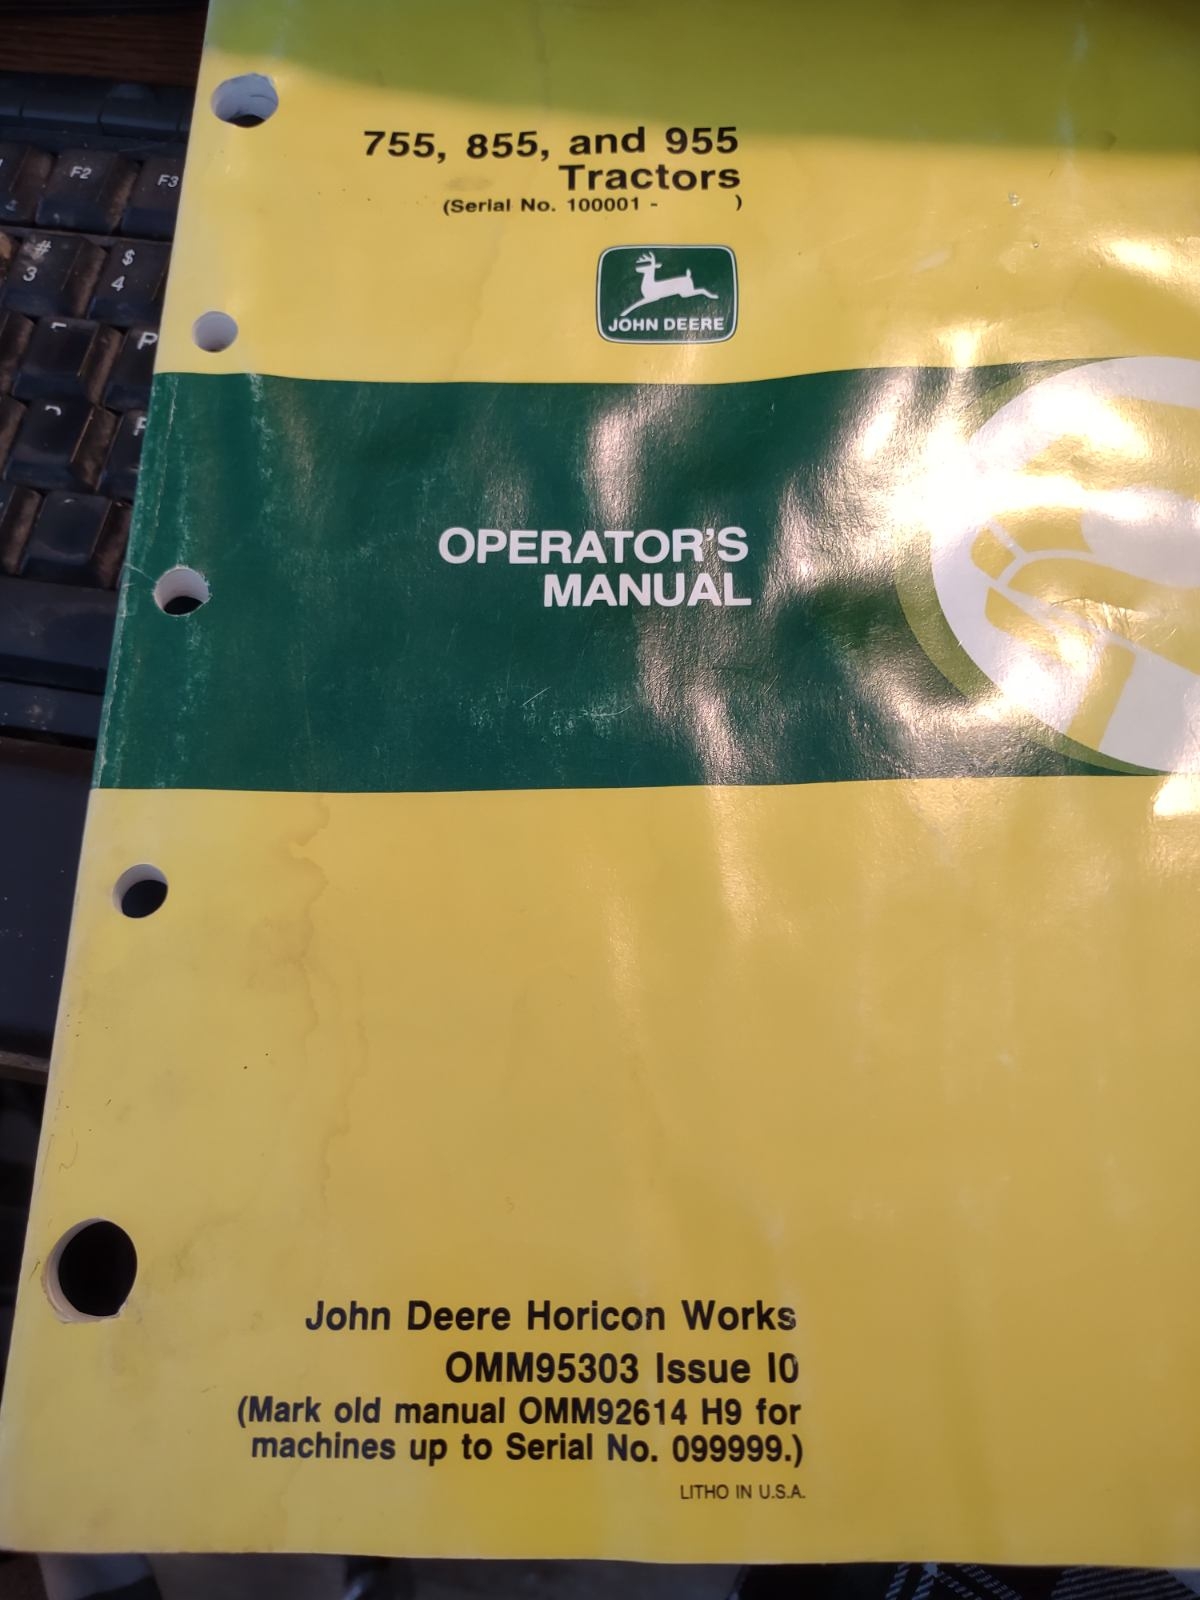 755, 855, and 955
Tractors
(Serial No. 100001 - )
JOHN DEERE
OPERATOR'S
MANUAL
John Deere Horicon Works
OMM95303 Issue I0
(Mark old manual OMM92614 H9 for
machines up to Serial No. 099999.)
LITHO IN U.S.A.
F2
F3
#
3
$
4